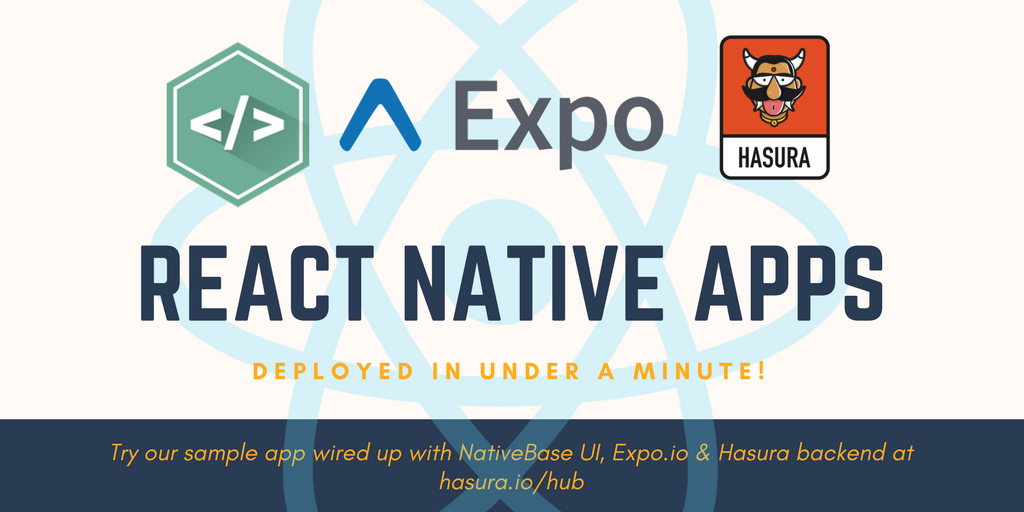 </>
Expo
HASURA
REACT NATIVE APPS
DEPLOYED IN UNDER A MINUTE!
Try our sample app wired up with NativeBase UI, Expo.io & Hasura backend at
hasura.io/hub